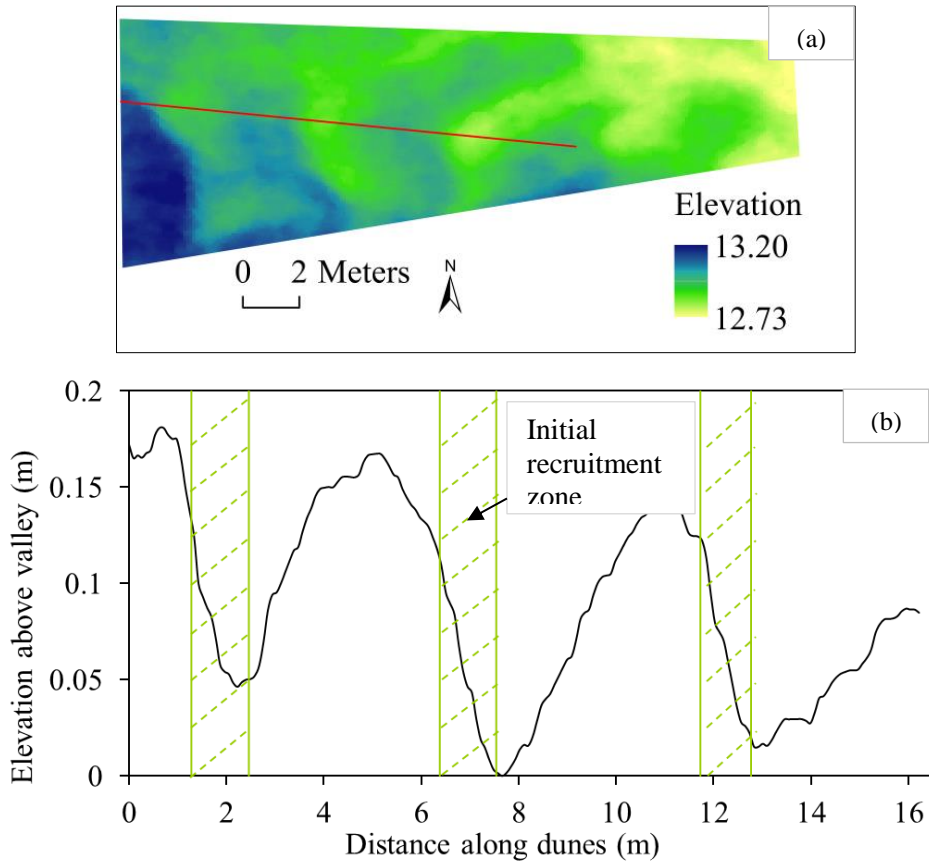 (a)
Elevation
13.20
12.73
0 2 Meters
N
(b)
Elevation above valley (m)
0.2
0.15
0.1
0.05
0
Initial
recruitment
zone
0 2 4 6 8 10 12 14 16
Distance along dunes (m)